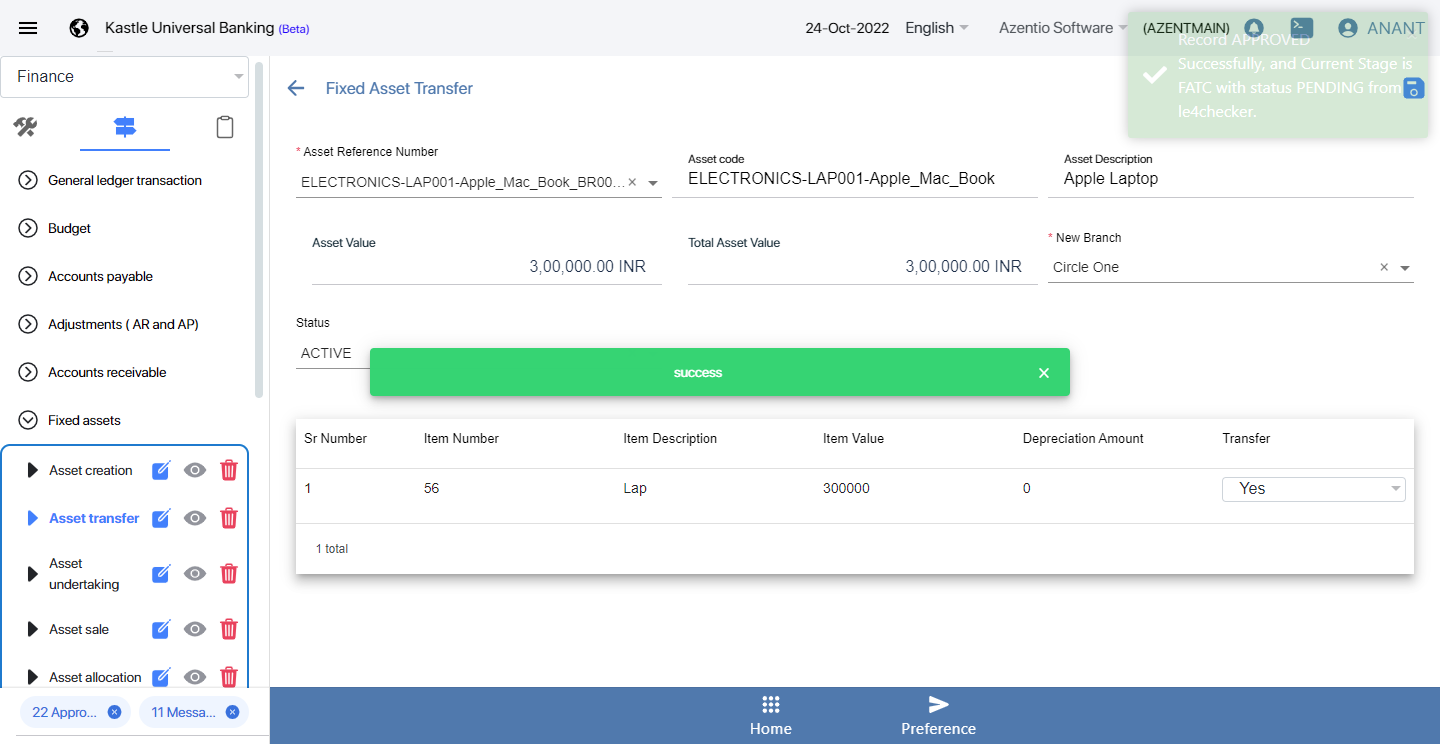 Kastle Universal Banking (Beta)
24-Oct-2022
English
Azentio Software
(AZENTMAIN)
ANANT
Record APPROVED
Successfully, and Current Stage is
FATC with status PENDING from
le4checker.
Finance
Fixed Asset Transfer
General ledger transaction
Budget
Accounts payable
Adjustments ( AR and AP)
Accounts receivable
Fixed assets
Asset creation
Asset transfer
Asset
undertaking
Asset sale
Asset allocation
22 Appro...
11 Messa...
* Asset Reference Number
ELECTRONICS-LAP001-Apple_Mac_Book_BR00...
Asset code
ELECTRONICS-LAP001-Apple_Mac_Book
Asset Description
Apple Laptop
Asset Value
3,00,000.00 INR
Total Asset Value
3,00,000.00 INR
* New Branch
Circle One
Status
ACTIVE
success
Sr Number Item Number Item Description Item Value Depreciation Amount Transfer
1 56 Lap 300000 0 Yes
1 total
Home
Preference